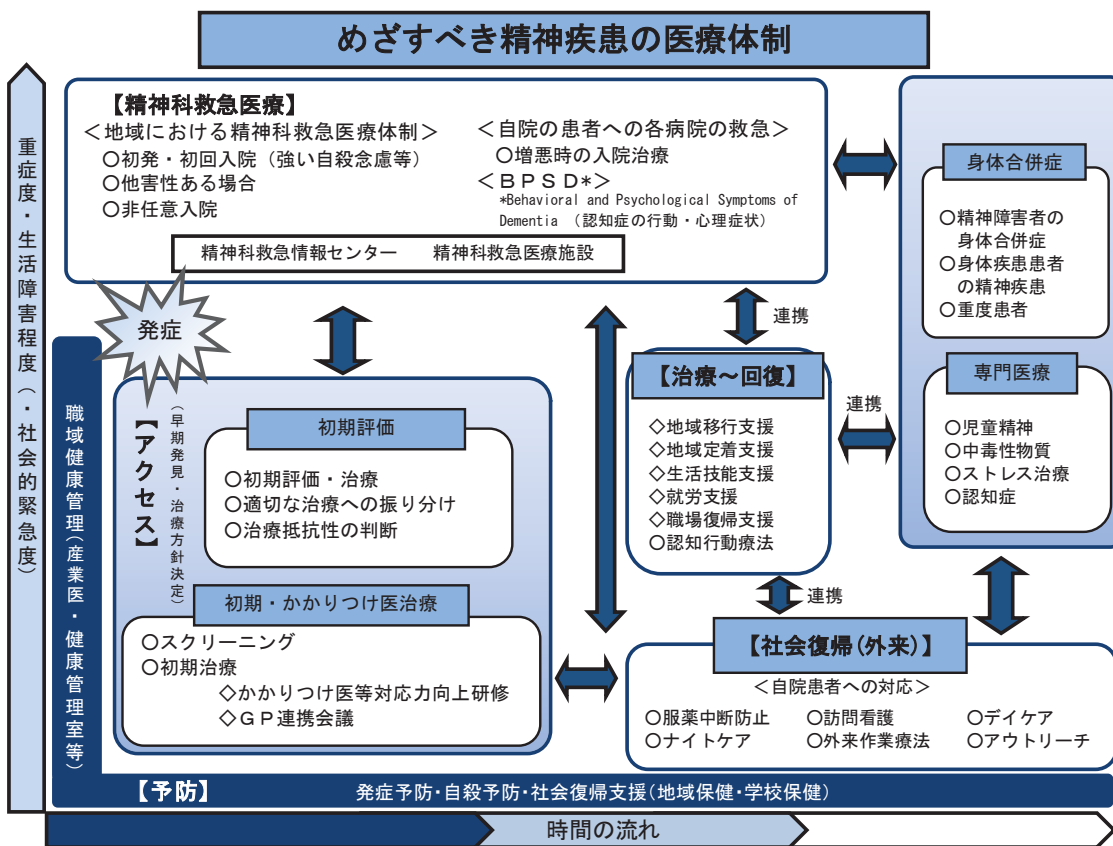 めざすべき精神疾患の医療体制
重症度・生活障害程度（・社会的緊急度）
【精神科救急医療】
＜地域における精神科救急医療体制＞
○初発・初回入院（強い自殺念慮等）
○他害性ある場合
○非任意入院
＜自院の患者への各病院の救急＞
○増悪時の入院治療
＜ＢＰＳＤ*＞
*Behavioral and Psychological Symptoms of
Dementia （認知症の行動・心理症状）
精神科救急情報センター　　精神科救急医療施設
身体合併症
○精神障害者の
身体合併症
○身体疾患患者
の精神疾患
○重度患者
専門医療
○児童精神
○中毒性物質
○ストレス治療
○認知症
発症
連携
【治療～回復】
◇地域移行支援
◇地域定着支援
◇生活技能支援
◇就労支援
◇職場復帰支援
○認知行動療法
連携
連携
職域健康管理（産業医・健康管理室等）
【アクセス】
（早期発見・治療方針決定）
初期評価
○初期評価・治療
○適切な治療への振り分け
○治療抵抗性の判断
初期・かかりつけ医治療
○スクリーニング
○初期治療
◇かかりつけ医等対応力向上研修
◇ＧＰ連携会議
【社会復帰（外来）】
＜自院患者への対応＞
○服薬中断防止　○訪問看護　○デイケア
○ナイトケア　○外来作業療法　○アウトリーチ
【予防】　発症予防・自殺予防・社会復帰支援（地域保健・学校保健）
時間の流れ